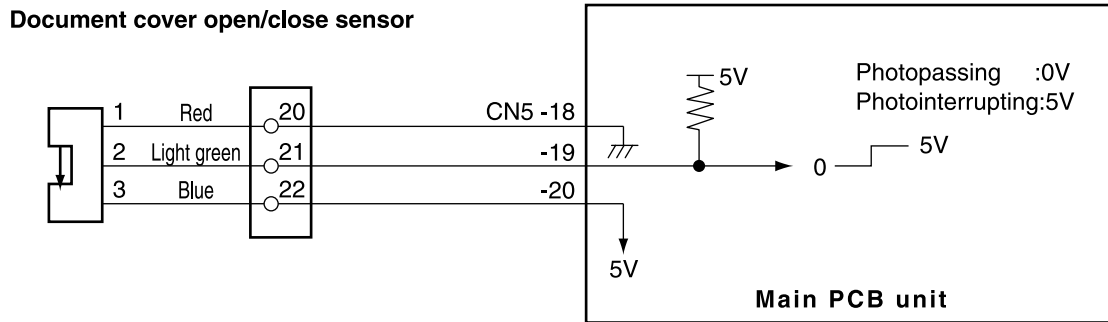 Document cover open/close sensor
5V
Photopassing :0V
Photointerrupting:5V
1 Red 20 CN5 -18
2 Light green 21 -19 0 5V
3 Blue 22 -20
5V
Main PCB unit